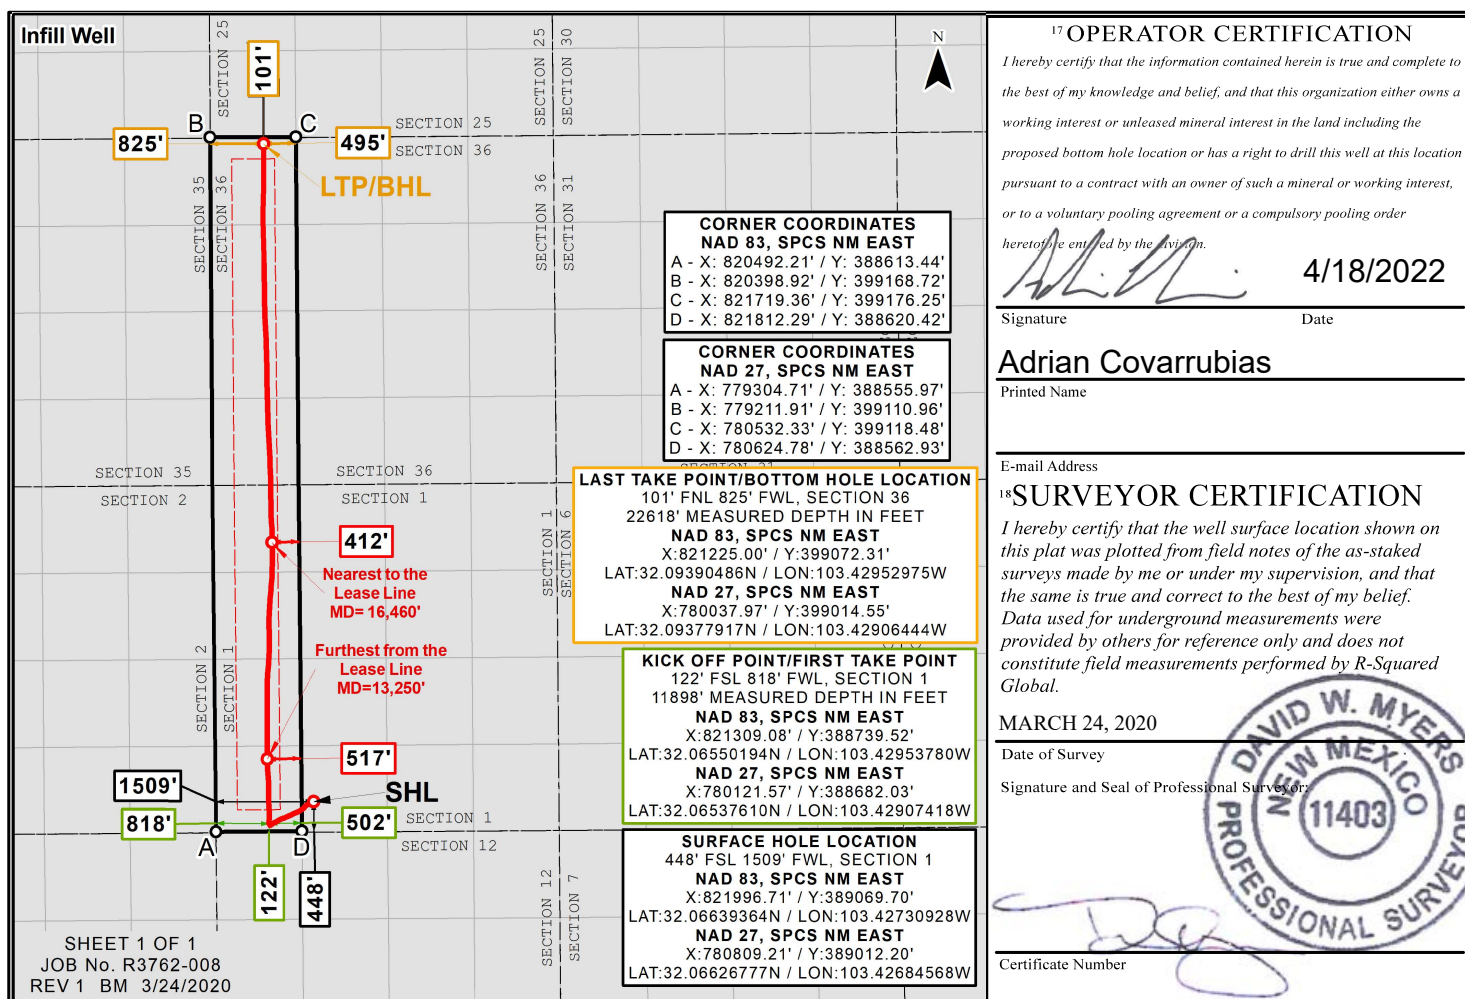 Infill Well
SECTION 25
101'
SECTION 25
SECTION 30
N
B
C
SECTION 25
825'
495'
SECTION 36
LTP/BHL
SECTION 35
SECTION 36
SECTION 36
SECTION 31
CORNER COORDINATES
NAD 83, SPCS NM EAST
A - X: 820492.21' / Y: 388613.44'
B - X: 820398.92' / Y: 399168.72'
C - X: 821719.36' / Y: 399176.25'
D - X: 821812.29' / Y: 388620.42'
CORNER COORDINATES
NAD 27, SPCS NM EAST
A - X: 779304.71' / Y: 388555.97'
B - X: 779211.91' / Y: 399110.96'
C - X: 780532.33' / Y: 399118.48'
D - X: 780624.78' / Y: 388562.93'
SECTION 35
SECTION 36
SECTION 2
SECTION 1
LAST TAKE POINT/BOTTOM HOLE LOCATION
101' FNL 825' FWL, SECTION 36
22618' MEASURED DEPTH IN FEET
NAD 83, SPCS NM EAST
X:821225.00' / Y:399072.31'
LAT:32.09390486N / LON:103.42952975W
NAD 27, SPCS NM EAST
X:780037.97' / Y:399014.55'
LAT:32.09377917N / LON:103.42906444W
SECTION 1
SECTION 6
412'
Nearest to the
Lease Line
MD= 16,460'
Furthest from the
Lease Line
MD=13,250'
SECTION 2
SECTION 1
517'
KICK OFF POINT/FIRST TAKE POINT
122' FSL 818' FWL, SECTION 1
11898' MEASURED DEPTH IN FEET
NAD 83, SPCS NM EAST
X:821309.08' / Y:388739.52'
LAT:32.06550194N / LON:103.42953780W
NAD 27, SPCS NM EAST
X:780121.57' / Y:388682.03'
LAT:32.06537610N / LON:103.42907418W
1509'
SHL
818'
502'
SECTION 1
A
D
SECTION 12
122'
448'
SECTION 12
SECTION 7
SURFACE HOLE LOCATION
448' FSL 1509' FWL, SECTION 1
NAD 83, SPCS NM EAST
X:821996.71' / Y:389069.70'
LAT:32.06639364N / LON:103.42730928W
NAD 27, SPCS NM EAST
X:780809.21' / Y:389012.20'
LAT:32.06626777N / LON:103.42684568W
SHEET 1 OF 1
JOB No. R3762-008
REV 1 BM 3/24/2020
17 OPERATOR CERTIFICATION
I hereby certify that the information contained herein is true and complete to
the best of my knowledge and belief, and that this organization either owns a
working interest or unleased mineral interest in the land including the
proposed bottom hole location or has a right to drill this well at this location
pursuant to a contract with an owner of such a mineral or working interest,
or to a voluntary pooling agreement or a compulsory pooling order
heretofore entered by the division.
4/18/2022
Signature Date
Adrian Covarrubias
Printed Name
E-mail Address
18 SURVEYOR CERTIFICATION
I hereby certify that the well surface location shown on
this plat was plotted from field notes of the as-staked
surveys made by me or under my supervision, and that
the same is true and correct to the best of my belief.
Data used for underground measurements were
provided by others for reference only and does not
constitute field measurements performed by R-Squared
Global.
MARCH 24, 2020
Date of Survey
Signature and Seal of Professional Surveyor:
DAVID W. MYERS
NEW MEXICO
11403
PROFESSIONAL SURVEYOR
Certificate Number